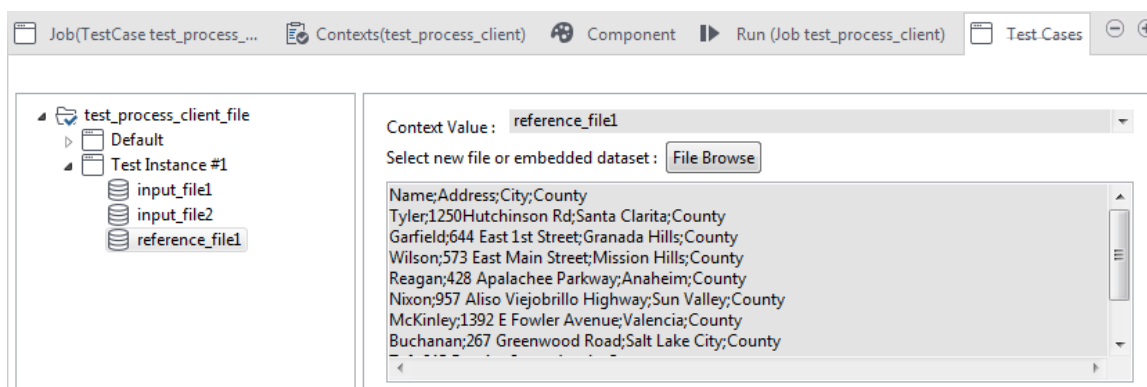 Job(TestCase test_process_... Contexts(test_process_client) Component Run (Job test_process_client) Test Cases
test_process_client_file
Default
Test Instance #1
input_file1
input_file2
reference_file1
Context Value : reference_file1
Select new file or embedded dataset : File Browse
Name;Address;City;County
Tyler;1250Hutchinson Rd;Santa Clarita;County
Garfield;644 East 1st Street;Granada Hills;County
Wilson;573 East Main Street;Mission Hills;County
Reagan;428 Apalachee Parkway;Anaheim;County
Nixon;957 Aliso Viejobrillo Highway;Sun Valley;County
McKinley;1392 E Fowler Avenue;Valencia;County
Buchanan;267 Greenwood Road;Salt Lake City;County